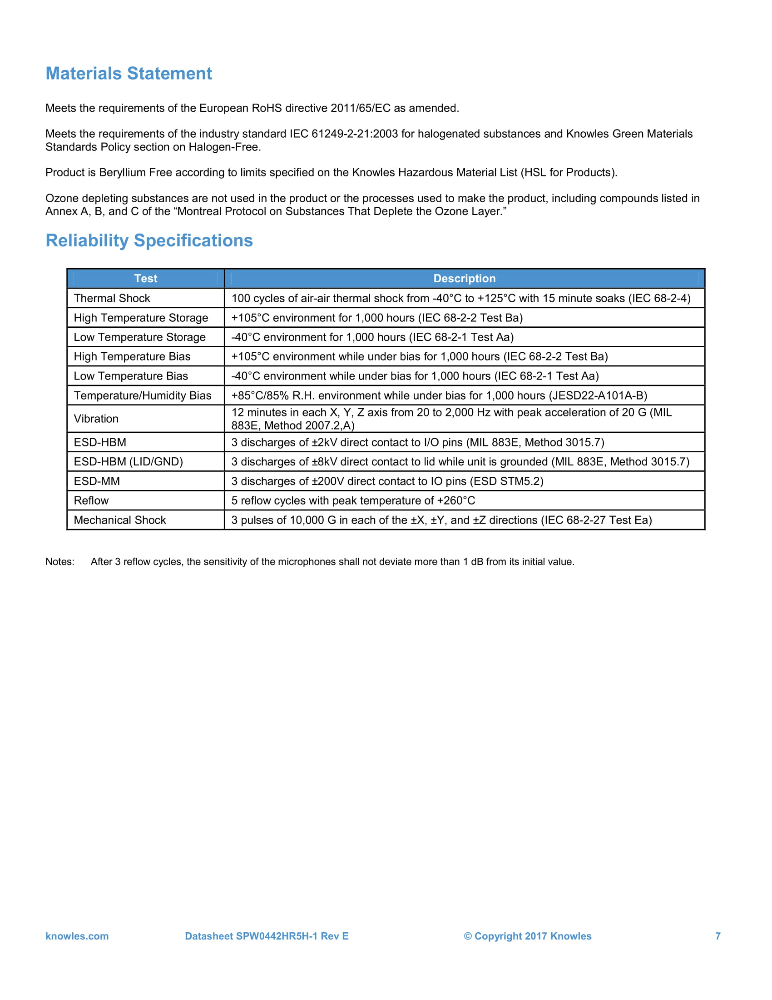 Materials Statement
Meets the requirements of the European RoHS directive 2011/65/EC as amended.
Meets the requirements of the industry standard IEC 61249-2-21:2003 for halogenated substances and Knowles Green Materials
Standards Policy section on Halogen-Free.
Product is Beryllium Free according to limits specified on the Knowles Hazardous Material List (HSL for Products).
Ozone depleting substances are not used in the product or the processes used to make the product, including compounds listed in
Annex A, B, and C of the “Montreal Protocol on Substances That Deplete the Ozone Layer.”
Reliability Specifications
Test Description
Thermal Shock 100 cycles of air-air thermal shock from -40°C to +125°C with 15 minute soaks (IEC 68-2-4)
High Temperature Storage +105°C environment for 1,000 hours (IEC 68-2-2 Test Ba)
Low Temperature Storage -40°C environment for 1,000 hours (IEC 68-2-1 Test Aa)
High Temperature Bias +105°C environment while under bias for 1,000 hours (IEC 68-2-2 Test Ba)
Low Temperature Bias -40°C environment while under bias for 1,000 hours (IEC 68-2-1 Test Aa)
Temperature/Humidity Bias +85°C/85% R.H. environment while under bias for 1,000 hours (JESD22-A101A-B)
Vibration 12 minutes in each X, Y, Z axis from 20 to 2,000 Hz with peak acceleration of 20 G (MIL
883E, Method 2007.2,A)
ESD-HBM 3 discharges of ±2kV direct contact to I/O pins (MIL 883E, Method 3015.7)
ESD-HBM (LID/GND) 3 discharges of ±8kV direct contact to lid while unit is grounded (MIL 883E, Method 3015.7)
ESD-MM 3 discharges of ±200V direct contact to IO pins (ESD STM5.2)
Reflow 5 reflow cycles with peak temperature of +260°C
Mechanical Shock 3 pulses of 10,000 G in each of the ±X, ±Y, and ±Z directions (IEC 68-2-27 Test Ea)
Notes: After 3 reflow cycles, the sensitivity of the microphones shall not deviate more than 1 dB from its initial value.
knowles.com Datasheet SPW0442HR5H-1 Rev E © Copyright 2017 Knowles 7